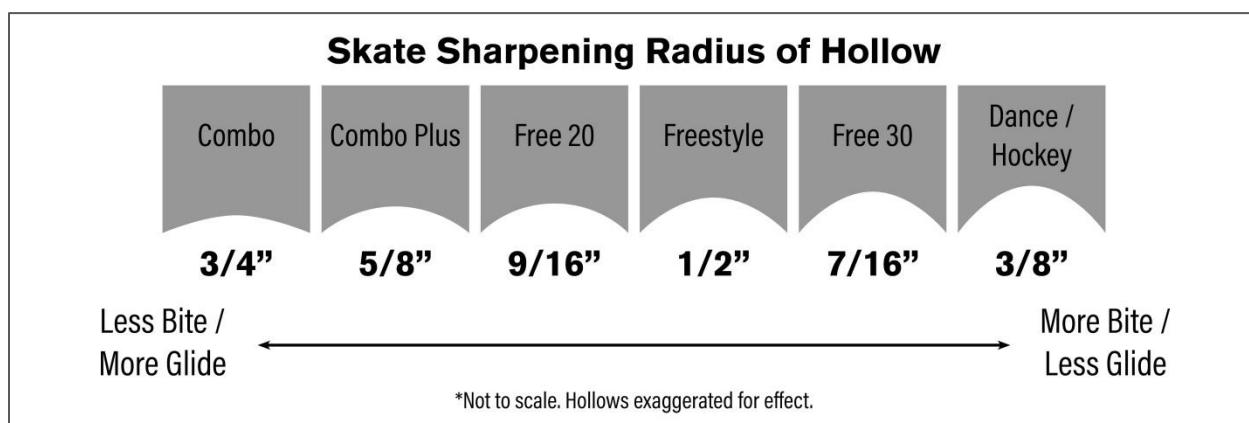 Skate Sharpening Radius of Hollow
Combo
Combo Plus
Free 20
Freestyle
Free 30
Dance /
Hockey
3/4”
5/8”
9/16”
1/2”
7/16”
3/8”
Less Bite /
More Glide
More Bite /
Less Glide
*Not to scale. Hollows exaggerated for effect.